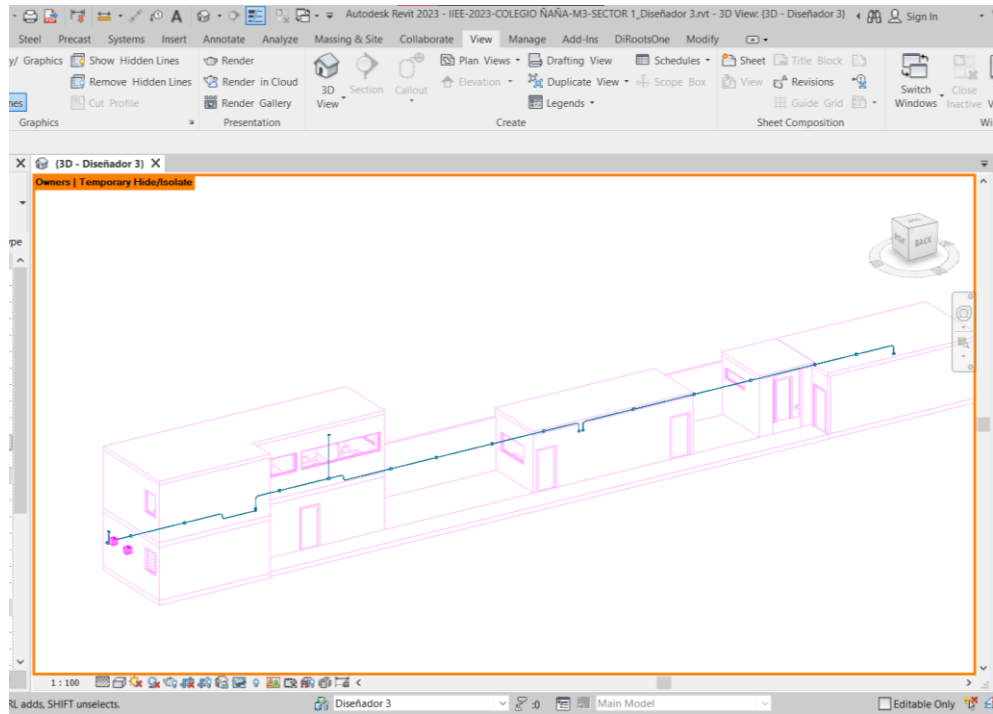 Autodesk Revit 2023 - IIEE-2023-COLEGIO ÑAÑA-M3-SECTOR 1_Diseñador 3.rvt - 3D View: {3D - Diseñador 3}
Sign In
Steel Precast Systems Insert Annotate Analyze Massing & Site Collaborate View Manage Add-Ins DiRootsOne Modify
y/ Graphics Show Hidden Lines Render Plan Views Drafting View Schedules Sheet Title Block
Remove Hidden Lines Render in Cloud 3D View Section Callout Elevation Duplicate View Scope Box View Revisions Switch Windows Close Inactive
nes Cut Profile Render Gallery Legends Guide Grid
Graphics Presentation Create Sheet Composition Wi
{3D - Diseñador 3}
Owners | Temporary Hide/Isolate
ype
BACK
1 : 100
RL adds, SHIFT unselects. Diseñador 3 :0 Main Model Editable Only